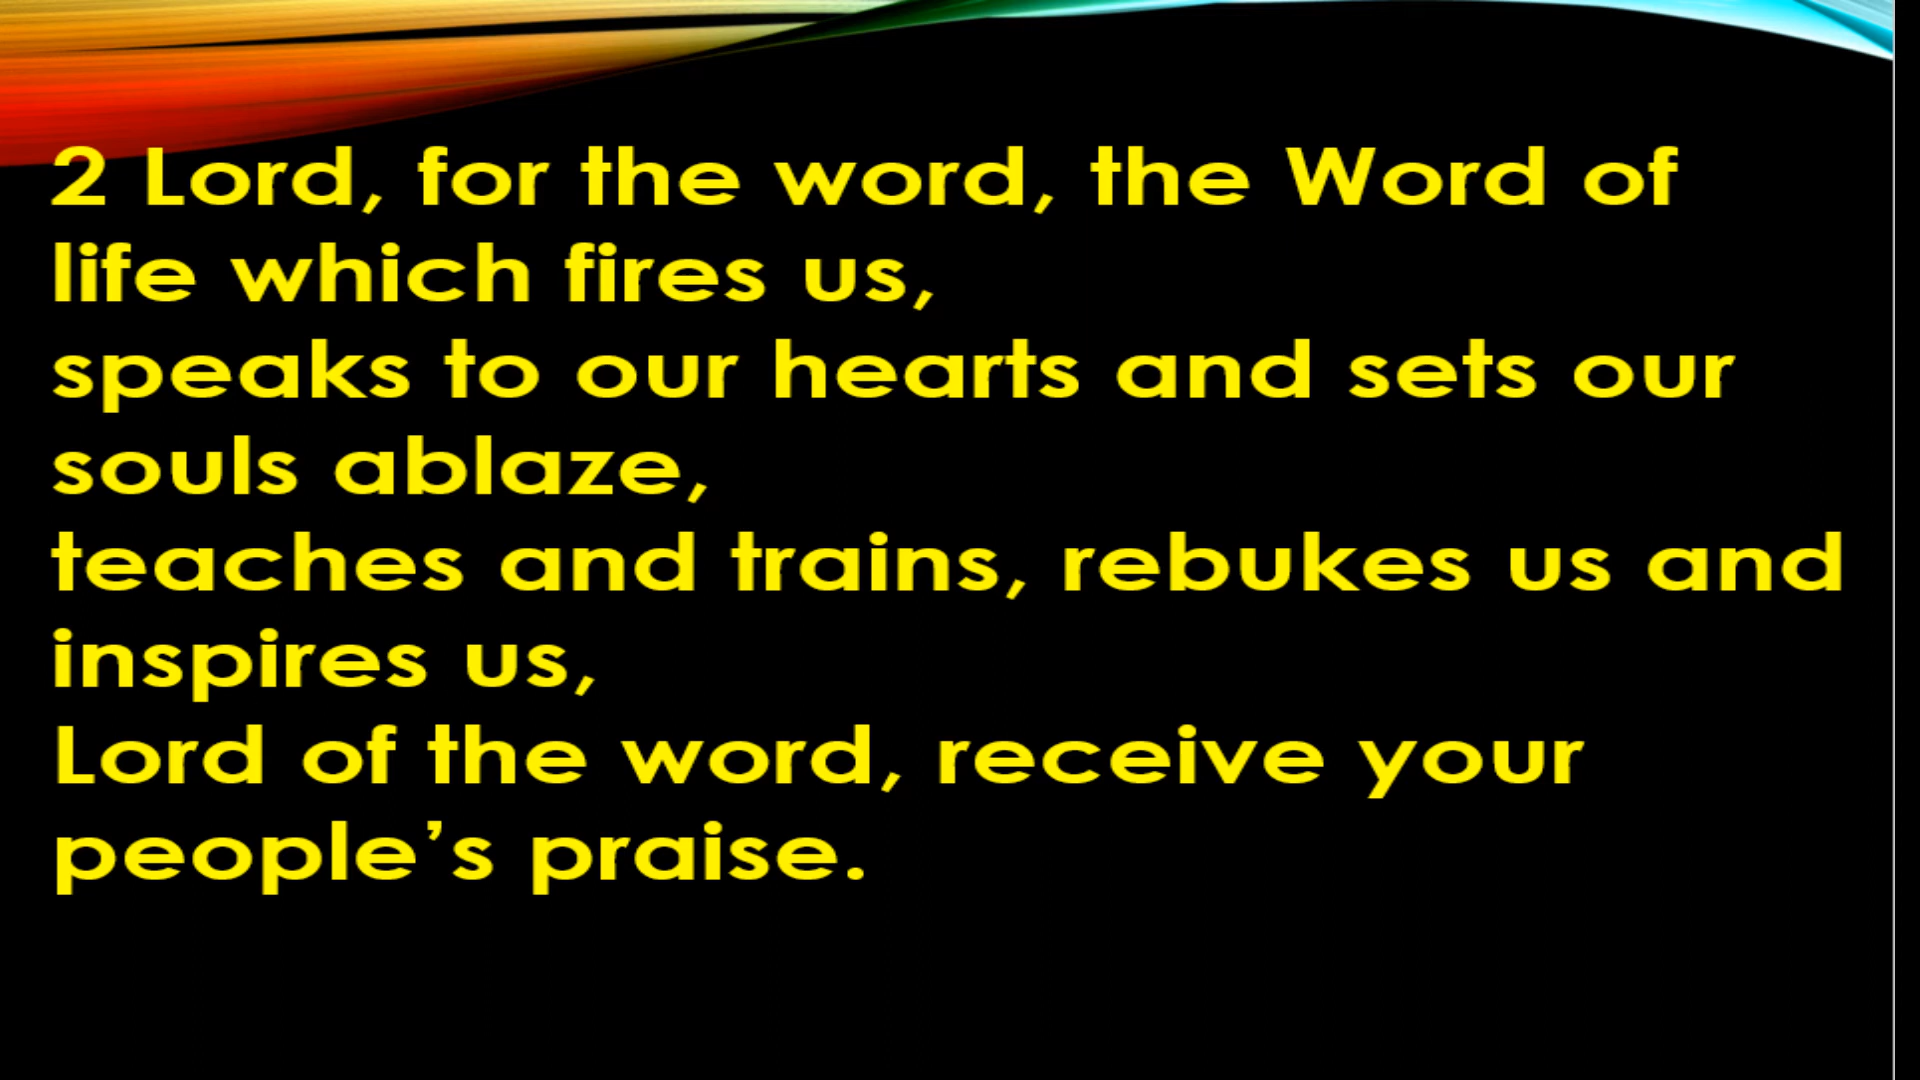 2 Lord, for the word, the Word of
life which fires us,
speaks to our hearts and sets our
souls ablaze,
teaches and trains, rebukes us and
inspires us,
Lord of the word, receive your
people’s praise.